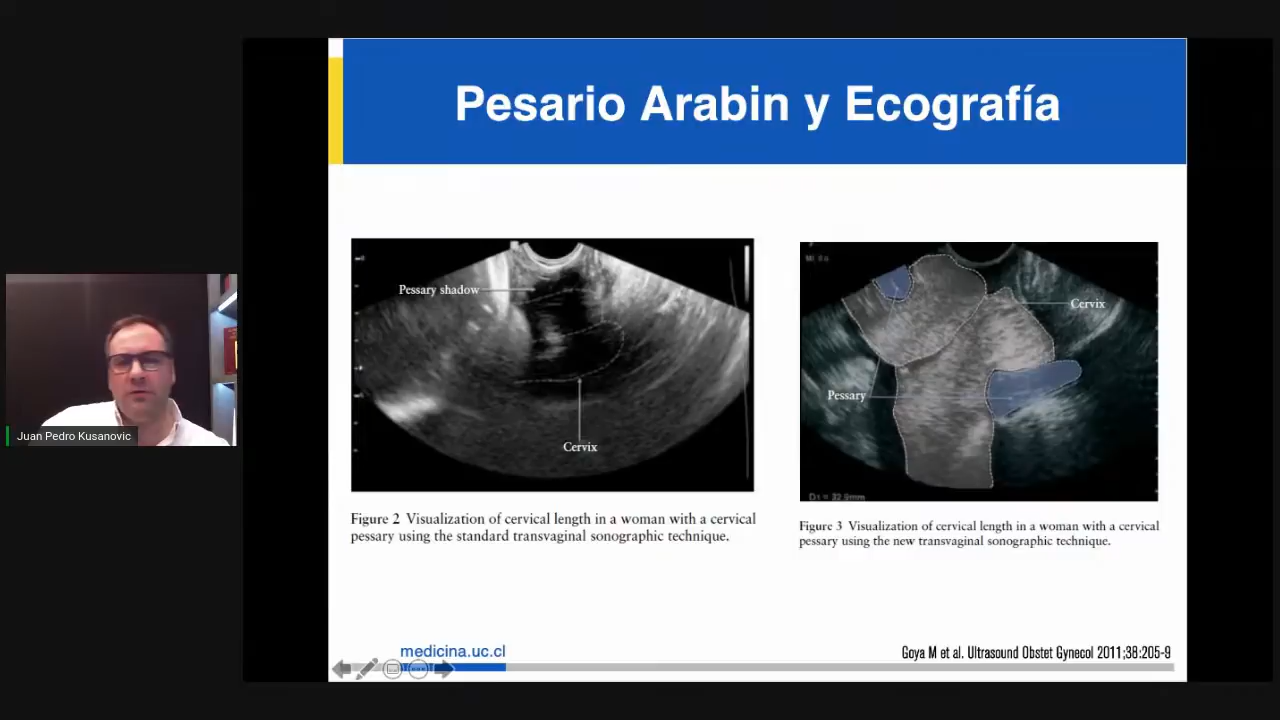 Pesario Arabin y Ecografía
Pessary shadow
Cervix
Cervix
Pessary
D1 = 32.9mm
Figure 2 Visualization of cervical length in a woman with a cervical
pessary using the standard transvaginal sonographic technique.
Figure 3 Visualization of cervical length in a woman with a cervical
pessary using the new transvaginal sonographic technique.
Juan Pedro Kusanovic
medicina.uc.cl
Goya M et al. Ultrasound Obstet Gynecol 2011;38:205-9